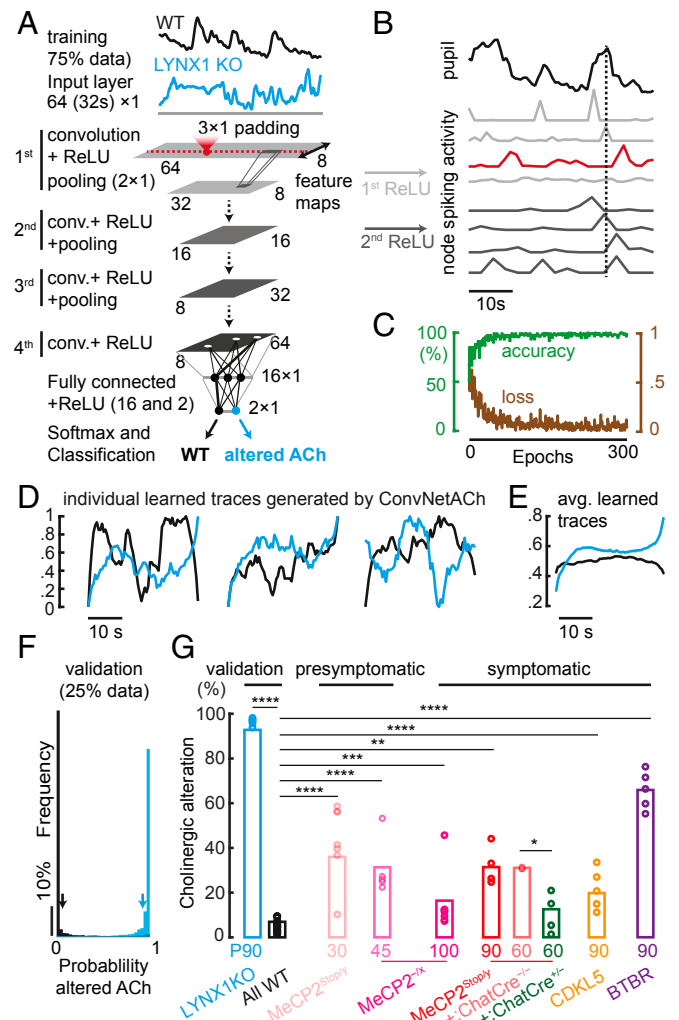 A
WT
training
75% data)
LYNX1 KO
Input layer
64 (32s) ×1
3×1 padding
1st
convolution
+ ReLU
pooling (2×1)
64
8
feature
maps
32
8
2nd
conv.+ ReLU
+pooling
16
16
3rd
conv.+ ReLU
+pooling
8
32
4th
conv.+ ReLU
8
64
Fully connected
+ReLU (16 and 2)
16×1
2×1
Softmax and
Classification
WT
altered ACh
B
pupil
node spiking activity
1st ReLU
2nd ReLU
10s
C
100
(%)
50
0
accuracy
loss
1
.5
0
0
300
Epochs
D
individual learned traces generated by ConvNetACh
1
.8
.6
.4
.2
0
10 s
E
avg. learned
traces
.8
.6
.4
.2
0
10 s
F
validation
(25% data)
Frequency
10%
0
1
Probablility
altered ACh
G
validation
presymptomatic
symptomatic
(%)
Cholinergic alteration
100
80
60
40
20
0
****
****
****
**
***
****
****
*
P90
30
45
100
90
60
60
90
90
LYNX1KO
All WT
MeCP2Stop/y
MeCP2-/x
MeCP2Stop/y
+::ChatCre-/-
+::ChatCre+/-
CDKL5
BTBR